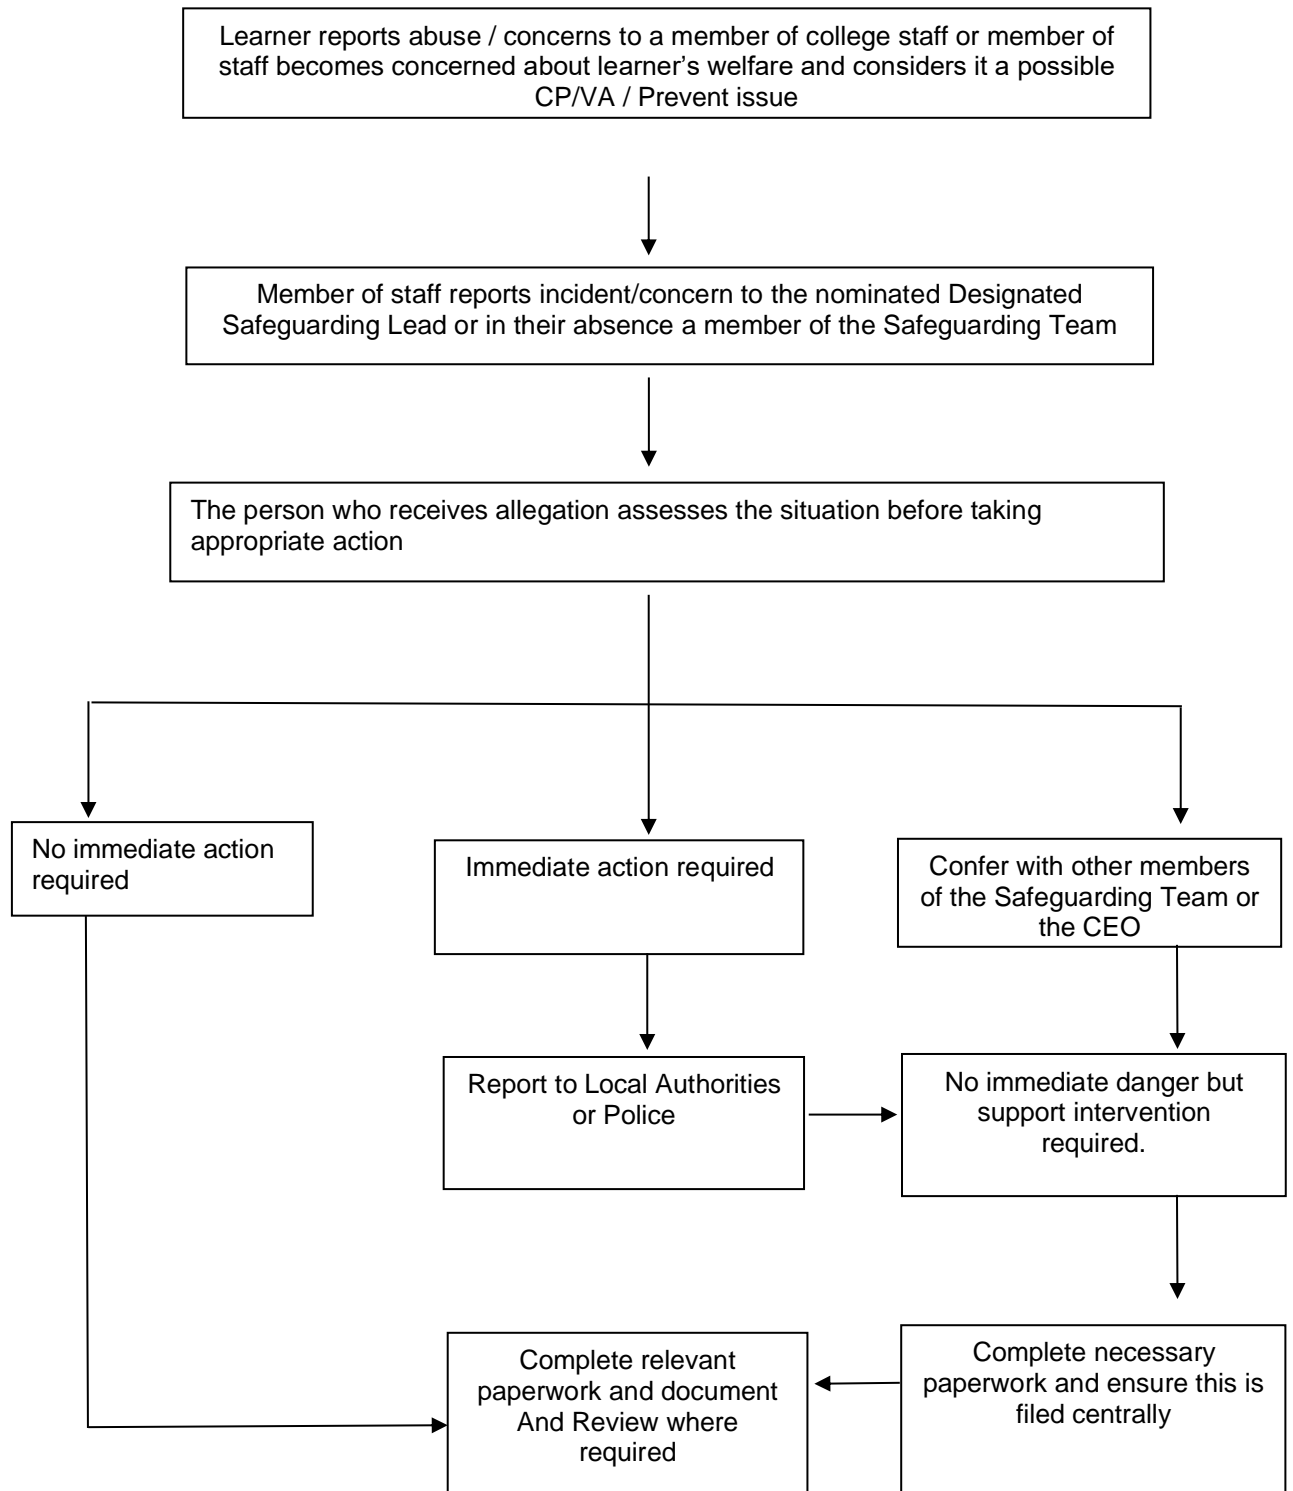 Learner reports abuse / concerns to a member of college staff or member of
staff becomes concerned about learner's welfare and considers it a possible
CP/VA / Prevent issue
Member of staff reports incident/concern to the nominated Designated
Safeguarding Lead or in their absence a member of the Safeguarding Team
The person who receives allegation assesses the situation before taking
appropriate action
No immediate action
required
Immediate action required
Confer with other members
of the Safeguarding Team or
the CEO
Report to Local Authorities
or Police
No immediate danger but
support intervention
required.
Complete relevant
paperwork and document
And Review where
required
Complete necessary
paperwork and ensure this is
filed centrally